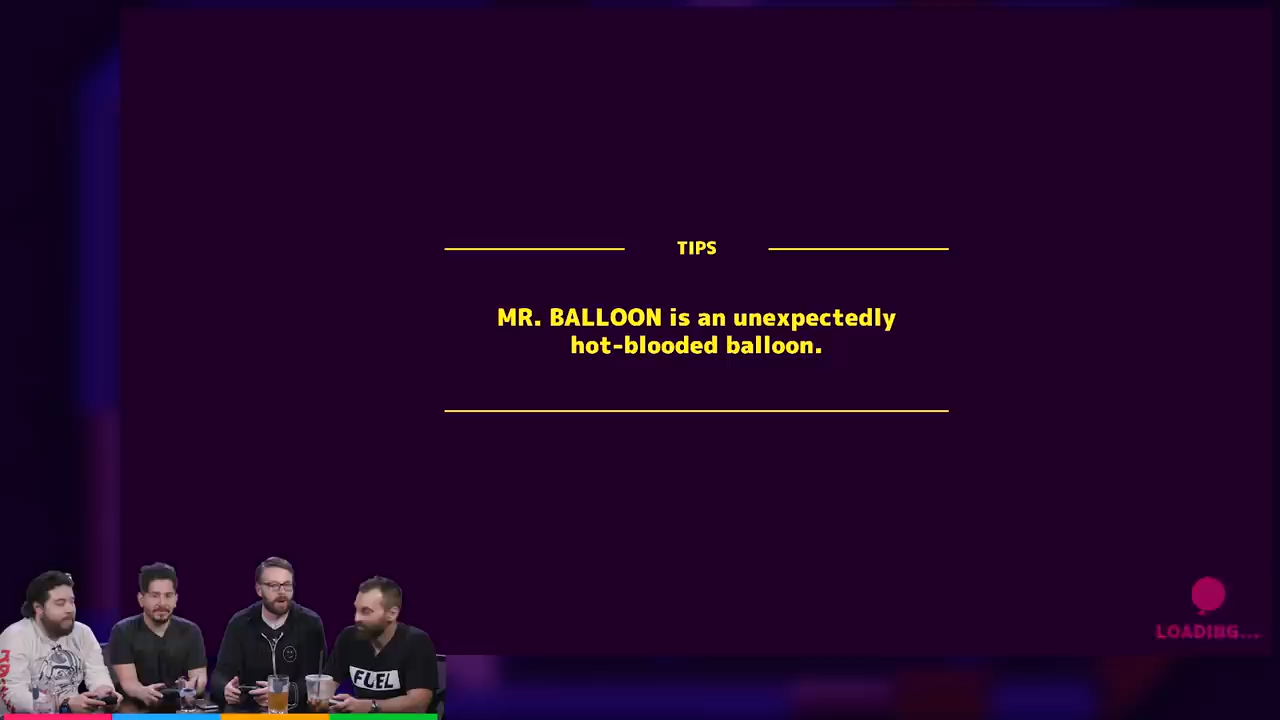 TIPS
MR. BALLOON is an unexpectedly
hot-blooded balloon.
LOADING...
FUEL